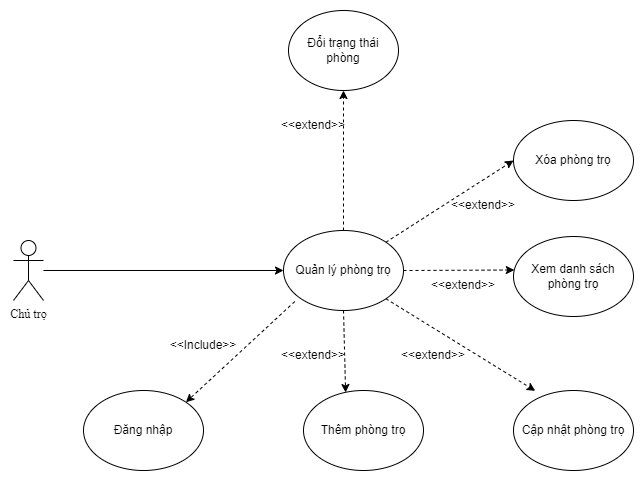 Đổi trạng thái
phòng
<<extend>>
Xóa phòng trọ
<<extend>>
Quản lý phòng trọ
Xem danh sách
phòng trọ
<<extend>>
Chủ trọ
<<Include>>
<<extend>>
<<extend>>
Đăng nhập
Thêm phòng trọ
Cập nhật phòng trọ